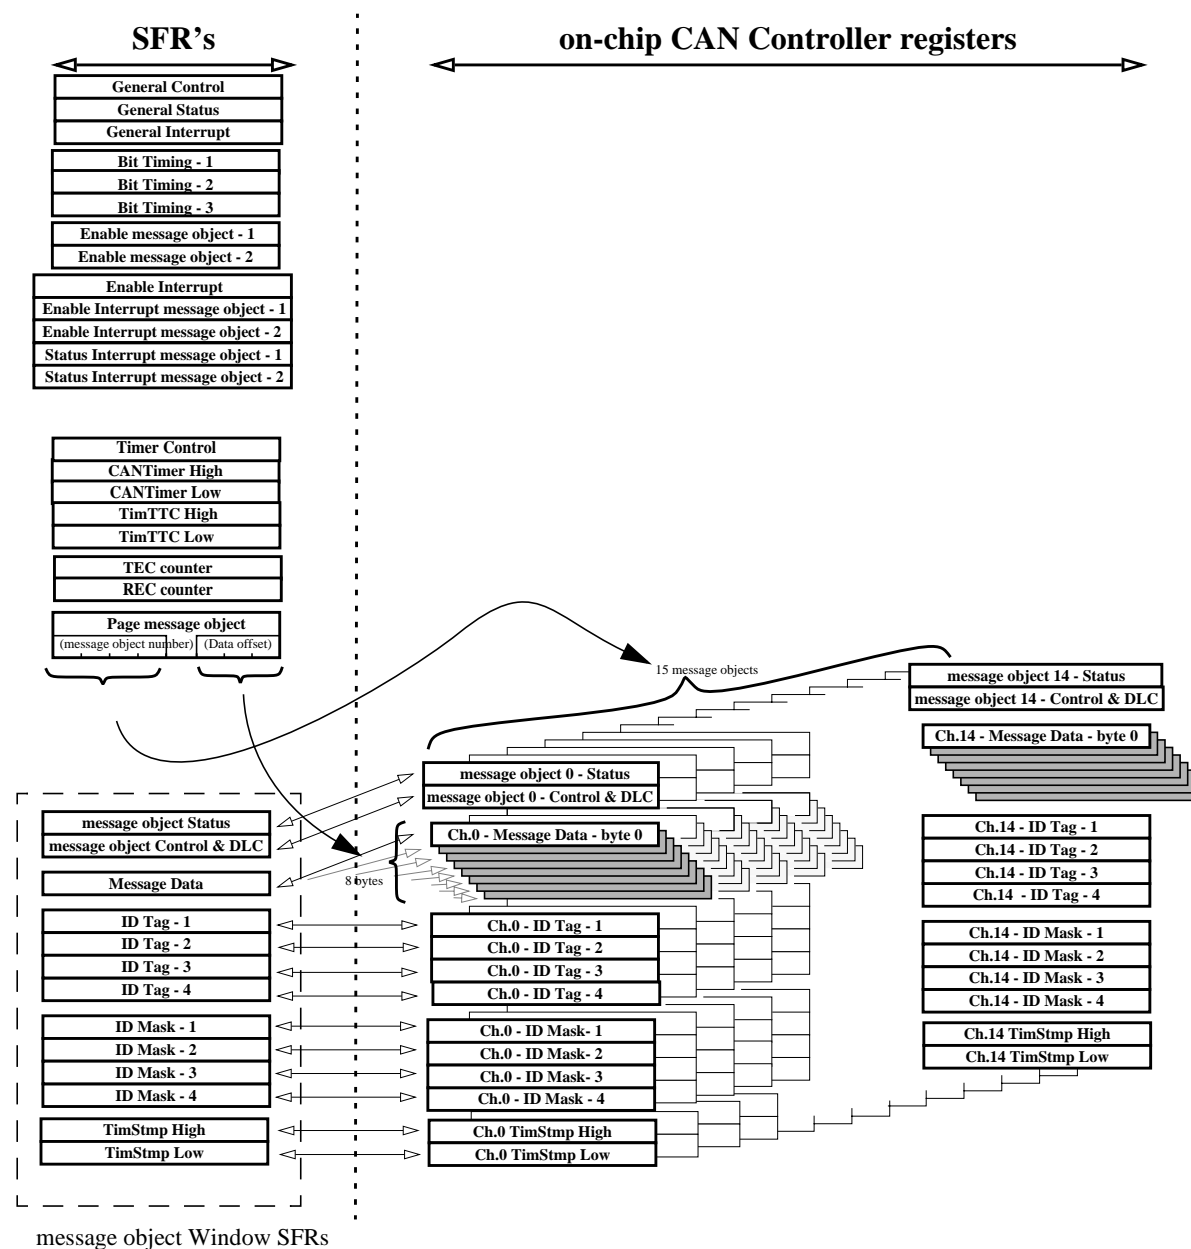 SFR's
on-chip CAN Controller registers
General Control
General Status
General Interrupt
Bit Timing - 1
Bit Timing - 2
Bit Timing - 3
Enable message object - 1
Enable message object - 2
Enable Interrupt
Enable Interrupt message object - 1
Enable Interrupt message object - 2
Status Interrupt message object - 1
Status Interrupt message object - 2
Timer Control
CANTimer High
CANTimer Low
TimTTC High
TimTTC Low
TEC counter
REC counter
Page message object
(message object number) (Data offset)
15 message objects
message object 14 - Status
message object 14 - Control & DLC
Ch.14 - Message Data - byte 0
Ch.14 - ID Tag - 1
Ch.14 - ID Tag - 2
Ch.14 - ID Tag - 3
Ch.14 - ID Tag - 4
Ch.14 - ID Mask - 1
Ch.14 - ID Mask - 2
Ch.14 - ID Mask - 3
Ch.14 - ID Mask - 4
Ch.14 TimStmp High
Ch.14 TimStmp Low
message object 0 - Status
message object 0 - Control & DLC
Ch.0 - Message Data - byte 0
8 bytes
Ch.0 - ID Tag - 1
Ch.0 - ID Tag - 2
Ch.0 - ID Tag - 3
Ch.0 - ID Tag - 4
Ch.0 - ID Mask- 1
Ch.0 - ID Mask- 2
Ch.0 - ID Mask- 3
Ch.0 - ID Mask - 4
Ch.0 TimStmp High
Ch.0 TimStmp Low
message object Status
message object Control & DLC
Message Data
ID Tag - 1
ID Tag - 2
ID Tag - 3
ID Tag - 4
ID Mask - 1
ID Mask - 2
ID Mask - 3
ID Mask - 4
TimStmp High
TimStmp Low
message object Window SFRs